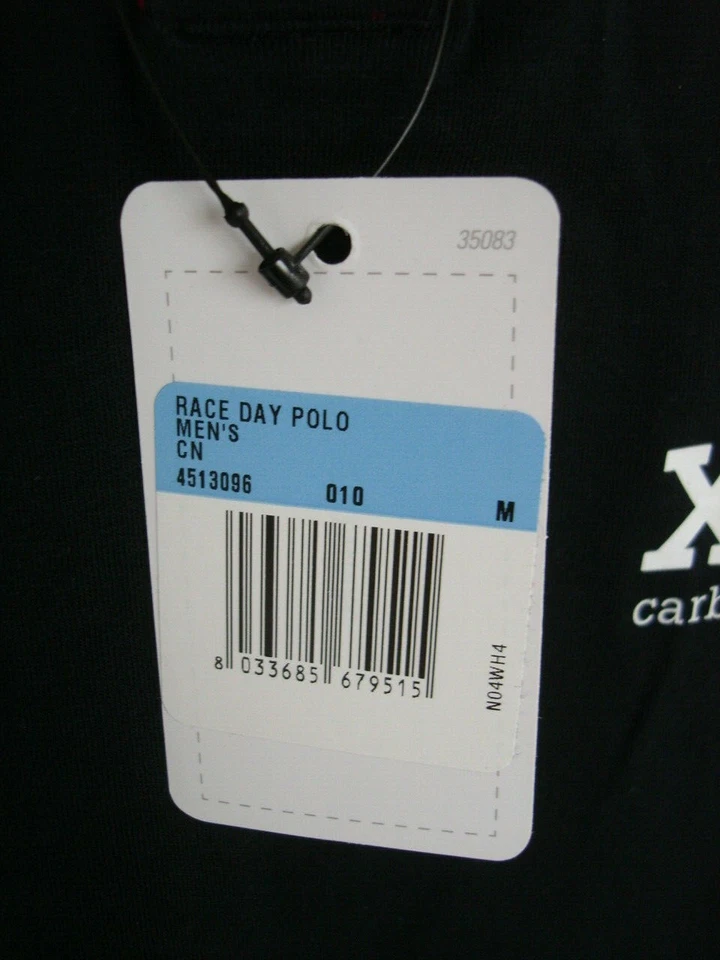 35083
RACE DAY POLO
MEN'S
CN
4513096 010 M
8 033685 679515
N04WH4
X
carb